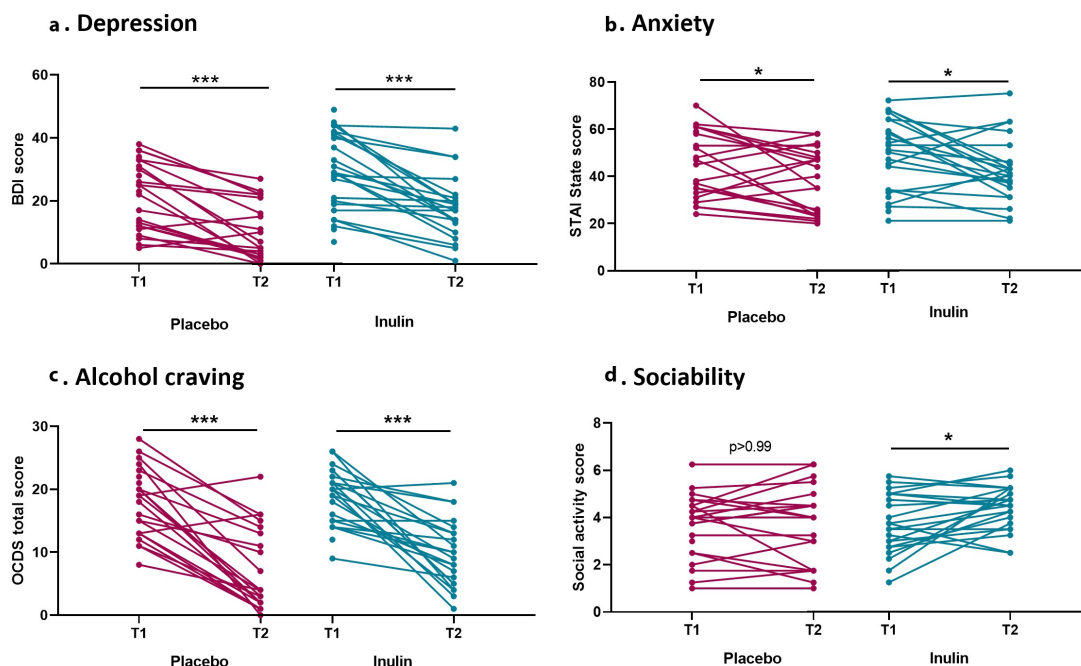 a. Depression
***
***
BDI score
60
40
20
0
T1
T2
T1
T2
Placebo
Inulin
b. Anxiety
*
*
STAI State score
80
60
40
20
0
T1
T2
T1
T2
Placebo
Inulin
c. Alcohol craving
***
***
OCDS total score
30
20
10
0
T1
T2
T1
T2
Placebo
Inulin
d. Sociability
p>0.99
*
Social activity score
8
6
4
2
0
T1
T2
T1
T2
Placebo
Inulin